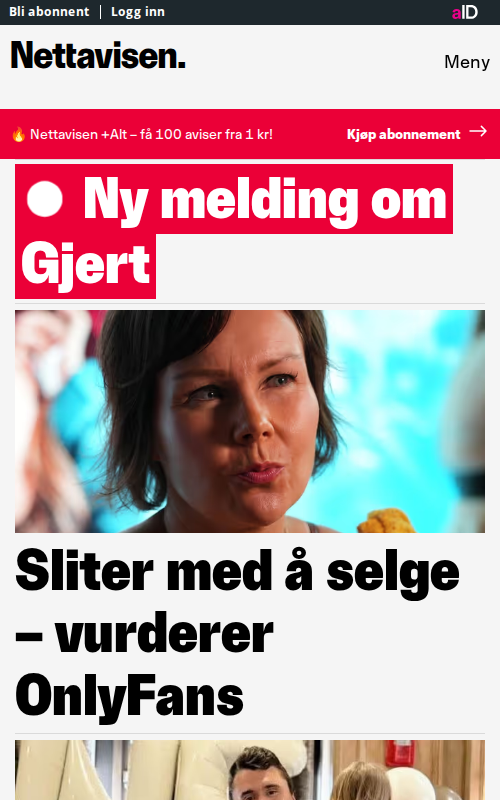 Bli abonnent | Logg inn
aID
Nettavisen.
Meny
🔥 Nettavisen +Alt – få 100 aviser fra 1 kr!
Kjøp abonnement →
Ny melding om
Gjert
Sliter med å selge
– vurderer
OnlyFans